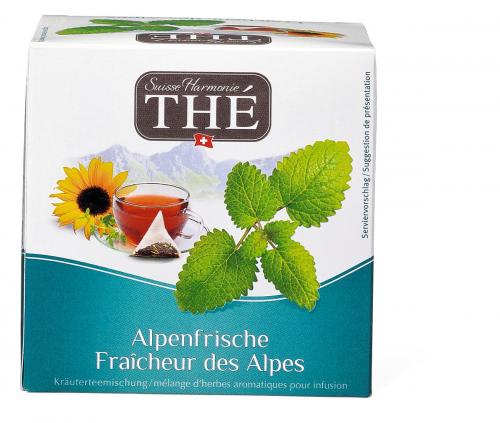 Suisse Harmonie
THÉ
Serviervorschlag / Suggestion de présentation
Alpenfrische
Fraîcheur des Alpes
Kräuterteemischung / mélange d'herbes aromatiques pour infusion